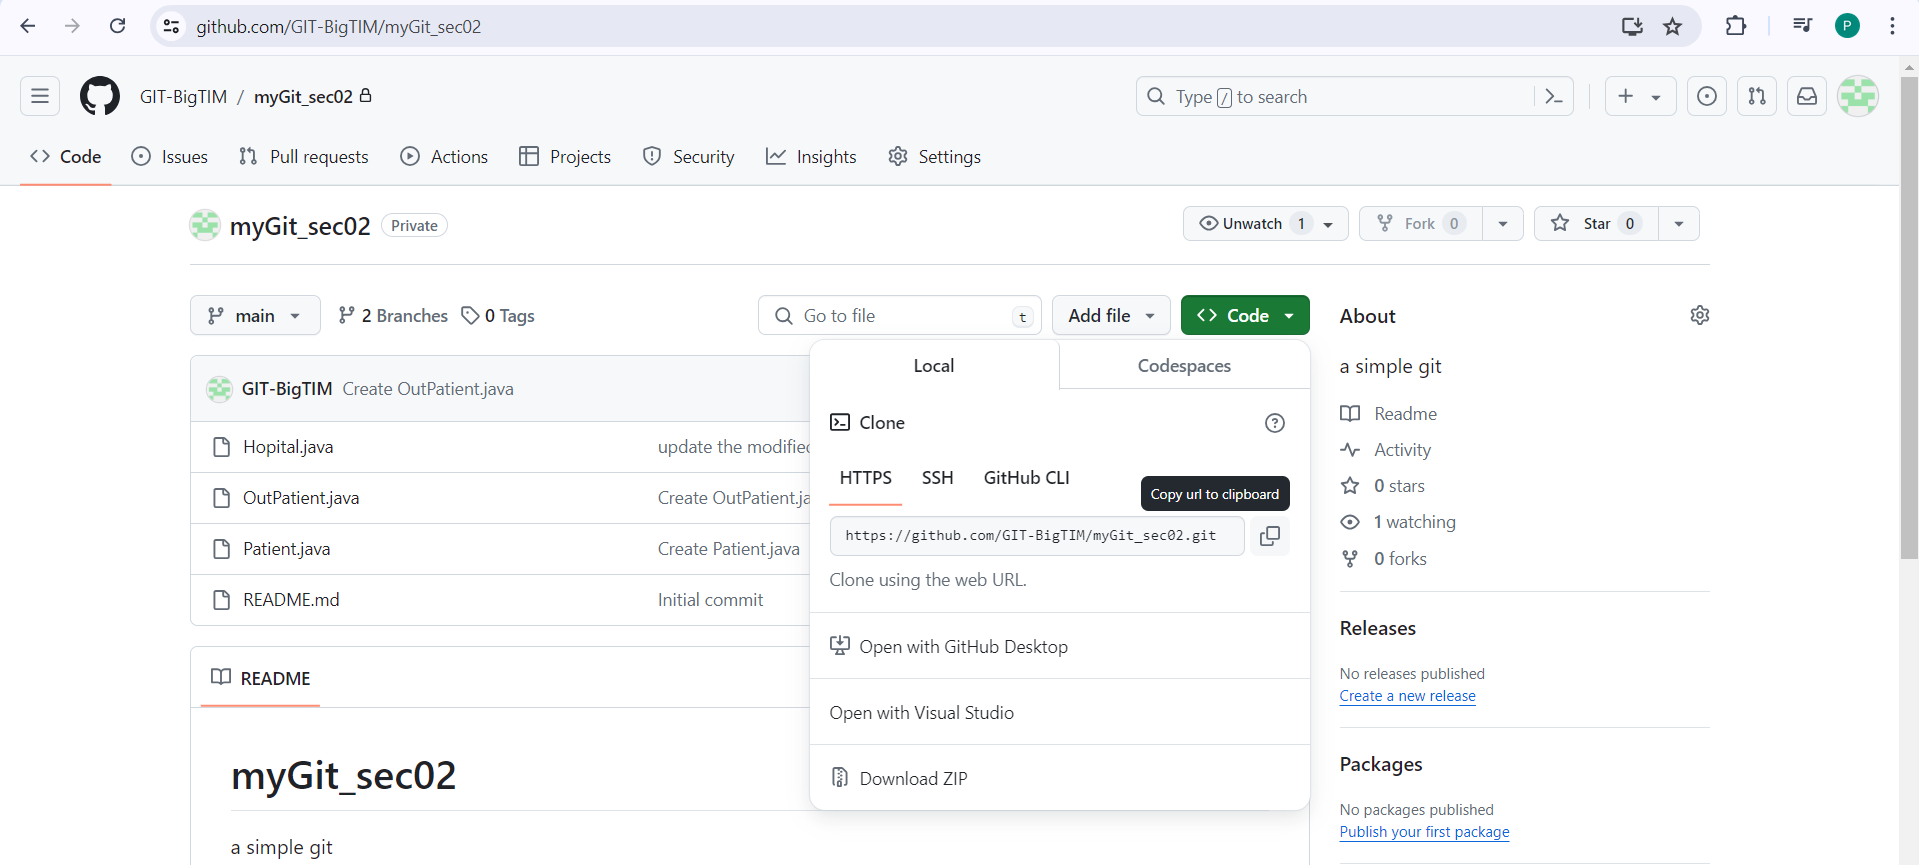 github.com/GIT-BigTIM/myGit_sec02
P
GIT-BigTIM / myGit_sec02
Type / to search
Code Issues Pull requests Actions Projects Security Insights Settings
myGit_sec02 Private
Unwatch 1 Fork 0 Star 0
main 2 Branches 0 Tags
Go to file t Add file Code
GIT-BigTIM Create OutPatient.java
Hopital.java update the modified
OutPatient.java Create OutPatient.ja
Patient.java Create Patient.java
README.md Initial commit
README
myGit_sec02
a simple git
Local Codespaces
Clone
HTTPS SSH GitHub CLI
Copy url to clipboard
https://github.com/GIT-BigTIM/myGit_sec02.git
Clone using the web URL.
Open with GitHub Desktop
Open with Visual Studio
Download ZIP
About
a simple git
Readme
Activity
0 stars
1 watching
0 forks
Releases
No releases published
Create a new release
Packages
No packages published
Publish your first package